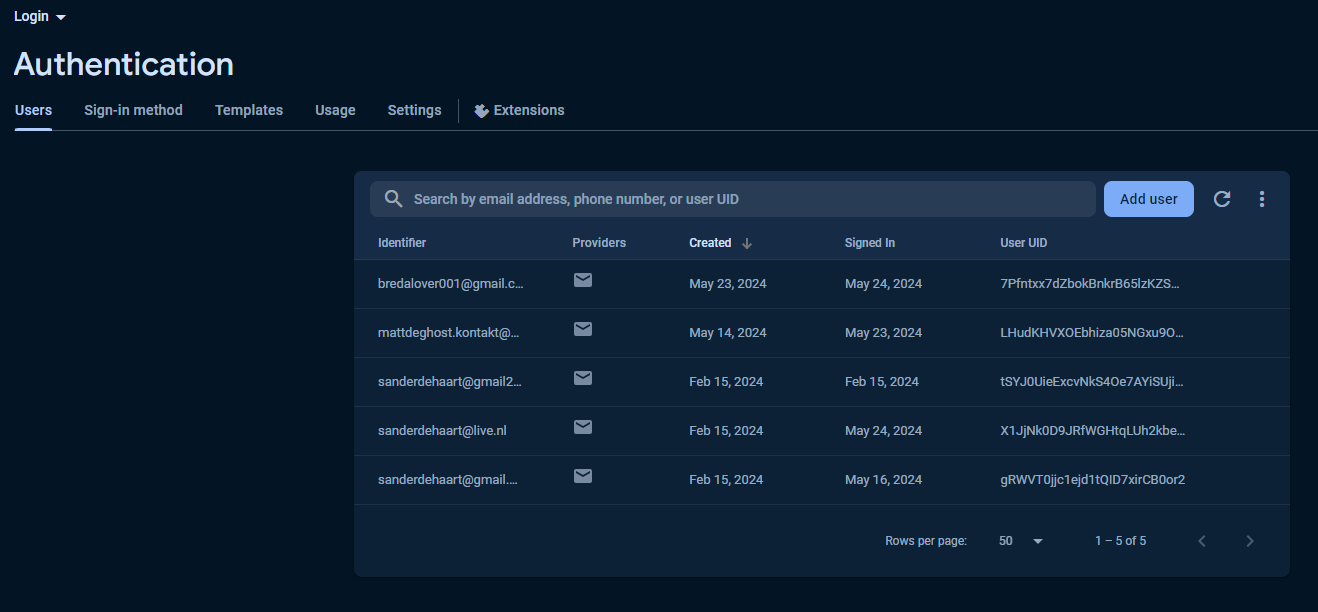 Login
Authentication
Users Sign-in method Templates Usage Settings Extensions
Search by email address, phone number, or user UID Add user
Identifier Providers Created Signed In User UID
bredalover001@gmail.c... May 23, 2024 May 24, 2024 7Pfntxx7dZbokBnkrB65lzKZS...
mattdeghost.kontakt@... May 14, 2024 May 23, 2024 LHudKHVXOEbhiza05NGxu9O...
sanderdehaart@gmail2... Feb 15, 2024 Feb 15, 2024 tSYJ0UieExcvNkS4Oe7AYiSUji...
sanderdehaart@live.nl Feb 15, 2024 May 24, 2024 X1JjNk0D9JRfWGHtqLUh2kbe...
sanderdehaart@gmail.... Feb 15, 2024 May 16, 2024 gRWVT0jjc1ejd1tQID7xirCB0or2
Rows per page: 50 1 – 5 of 5